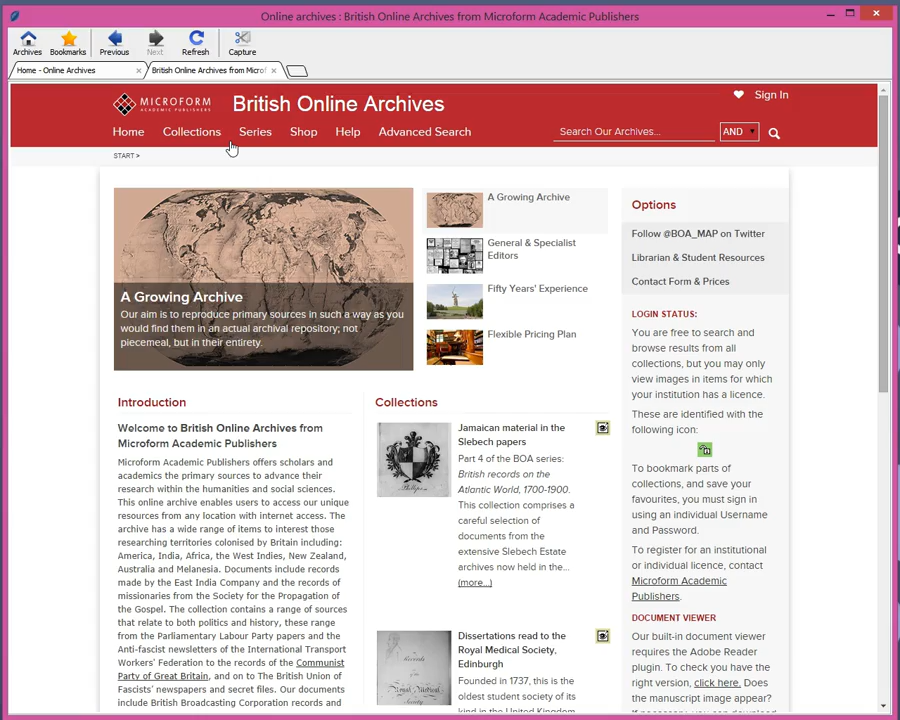 Online archives : British Online Archives from Microform Academic Publishers
Archives Bookmarks Previous Next Refresh Capture
Home - Online Archives
British Online Archives from Microf
MICROFORM
ACADEMIC PUBLISHERS
British Online Archives
Sign In
Home Collections Series Shop Help Advanced Search
Search Our Archives...
AND
START >
A Growing Archive
Our aim is to reproduce primary sources in such a way as you
would find them in an actual archival repository; not
piecemeal, but in their entirety.
A Growing Archive
General & Specialist
Editors
Fifty Years' Experience
Flexible Pricing Plan
Introduction
Welcome to British Online Archives from
Microform Academic Publishers
Microform Academic Publishers offers scholars and
academics the primary sources to advance their
research within the humanities and social sciences.
This online archive enables users to access our unique
resources from any location with internet access. The
archive has a wide range of items to interest those
researching territories colonised by Britain including:
America, India, Africa, the West Indies, New Zealand,
Australia and Melanesia. Documents include records
made by the East India Company and the records of
missionaries from the Society for the Propagation of
the Gospel. The collection contains a range of sources
that relate to both politics and history, these range
from the Parliamentary Labour Party papers and the
Anti-fascist newsletters of the International Transport
Workers' Federation to the records of the Communist
Party of Great Britain, and on to The British Union of
Fascists' newspapers and secret files. Our documents
include British Broadcasting Corporation records and
Collections
Jamaican material in the
Slebech papers
Part 4 of the BOA series:
British records on the
Atlantic World, 1700-1900.
This collection comprises a
careful selection of
documents from the
extensive Slebech Estate
archives now held in the...
(more...)
Dissertations read to the
Royal Medical Society,
Edinburgh
Founded in 1737, this is the
oldest student society of its
kind in the United Kingdom
Options
Follow @BOA_MAP on Twitter
Librarian & Student Resources
Contact Form & Prices
LOGIN STATUS:
You are free to search and
browse results from all
collections, but you may only
view images in items for which
your institution has a licence.
These are identified with the
following icon:
To bookmark parts of
collections, and save your
favourites, you must sign in
using an individual Username
and Password.
To register for an institutional
or individual licence, contact
Microform Academic
Publishers.
DOCUMENT VIEWER
Our built-in document viewer
requires the Adobe Reader
plugin. To check you have the
right version, click here. Does
the manuscript image appear?
If necessary, you can download